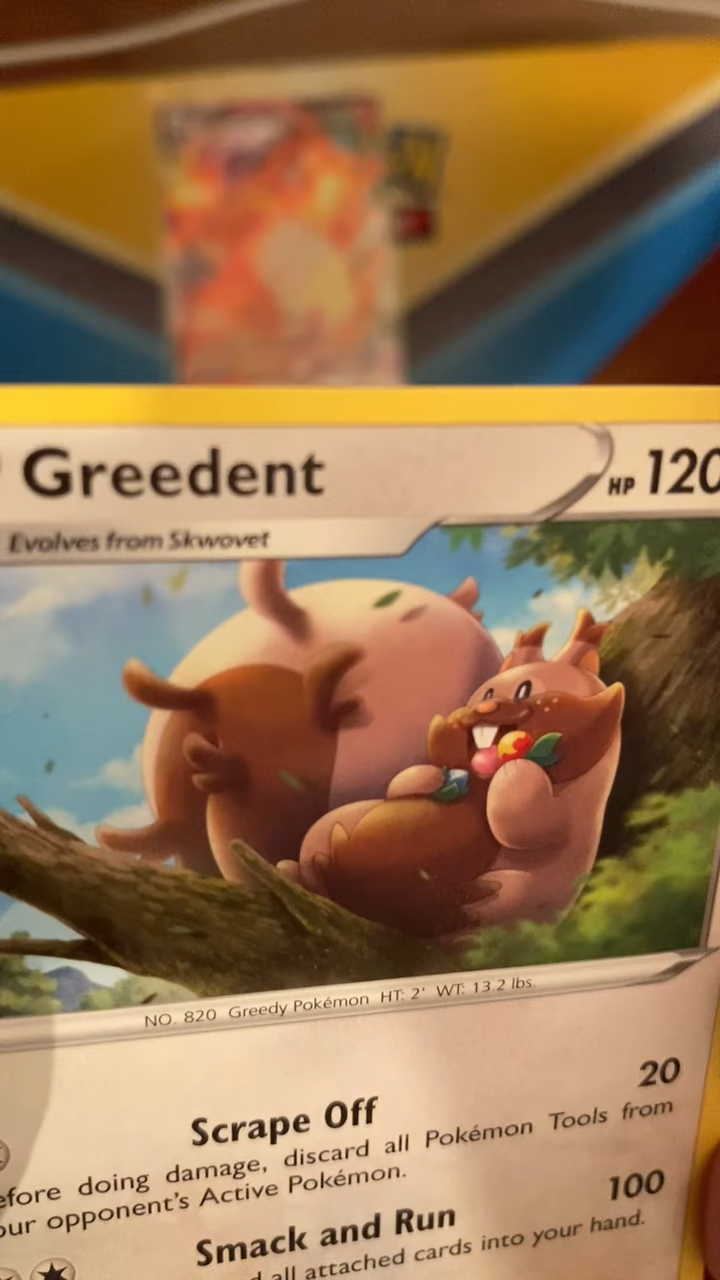 Greedent
HP 120
Evolves from Skwovet
NO. 820 Greedy Pokémon HT: 2' WT: 13.2 lbs.
Scrape Off 20
efore doing damage, discard all Pokémon Tools from
our opponent's Active Pokémon.
Smack and Run 100
d all attached cards into your hand.